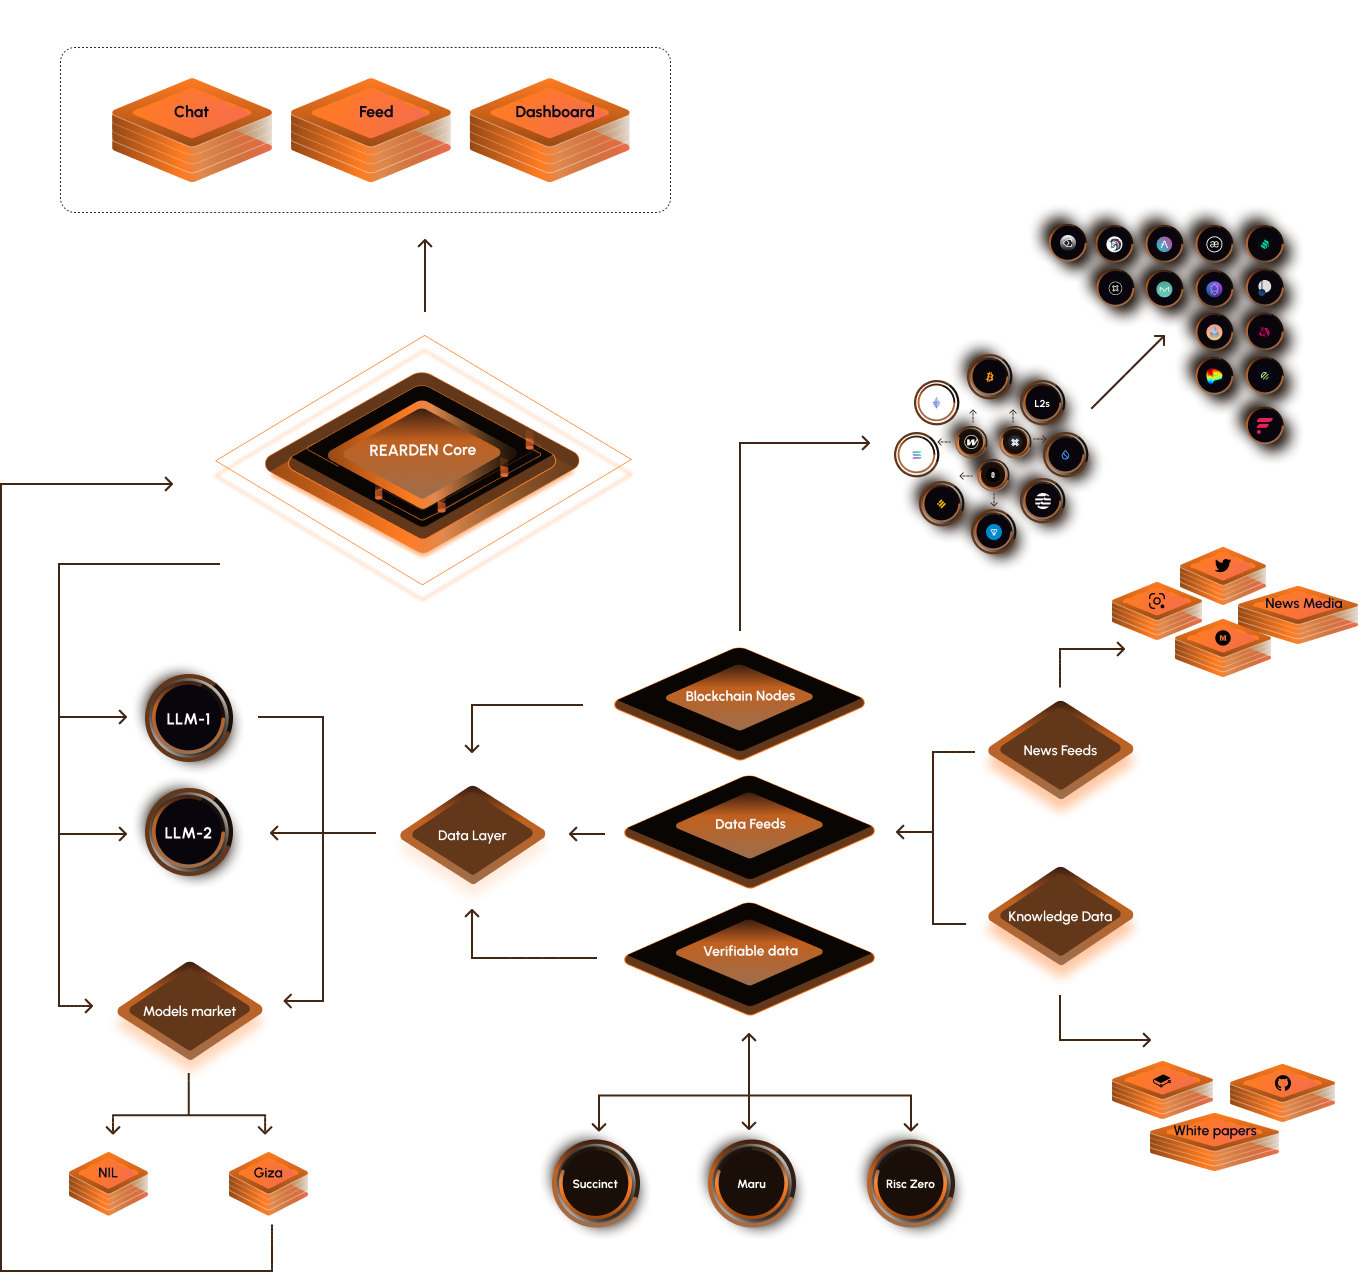 Chat
Feed
Dashboard
REARDEN Core
L2s
News Media
M
Blockchain Nodes
LLM-1
News Feeds
Data Feeds
LLM-2
Data Layer
Knowledge Data
Verifiable data
Models market
White papers
NIL
Giza
Succinct
Maru
Risc Zero